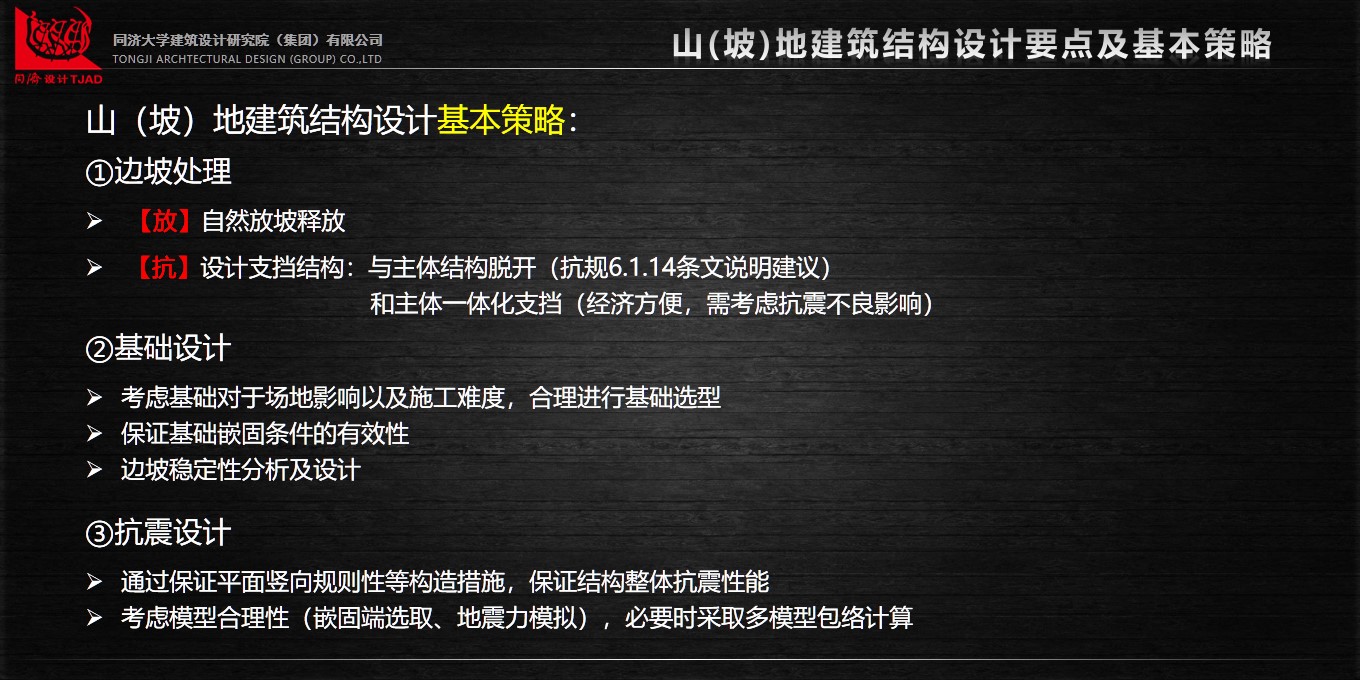 同济大学建筑设计研究院（集团）有限公司
TONGJI ARCHTECTURAL DESIGN (GROUP) CO.,LTD
同济设计TJAD
山(坡)地建筑结构设计要点及基本策略
山（坡）地建筑结构设计基本策略：
①边坡处理
➢ 【放】自然放坡释放
➢ 【抗】设计支挡结构：与主体结构脱开（抗规6.1.14条文说明建议）
和主体一体化支挡（经济方便，需考虑抗震不良影响）
②基础设计
➢ 考虑基础对于场地影响以及施工难度，合理进行基础选型
➢ 保证基础嵌固条件的有效性
➢ 边坡稳定性分析及设计
③抗震设计
➢ 通过保证平面竖向规则性等构造措施，保证结构整体抗震性能
➢ 考虑模型合理性（嵌固端选取、地震力模拟），必要时采取多模型包络计算